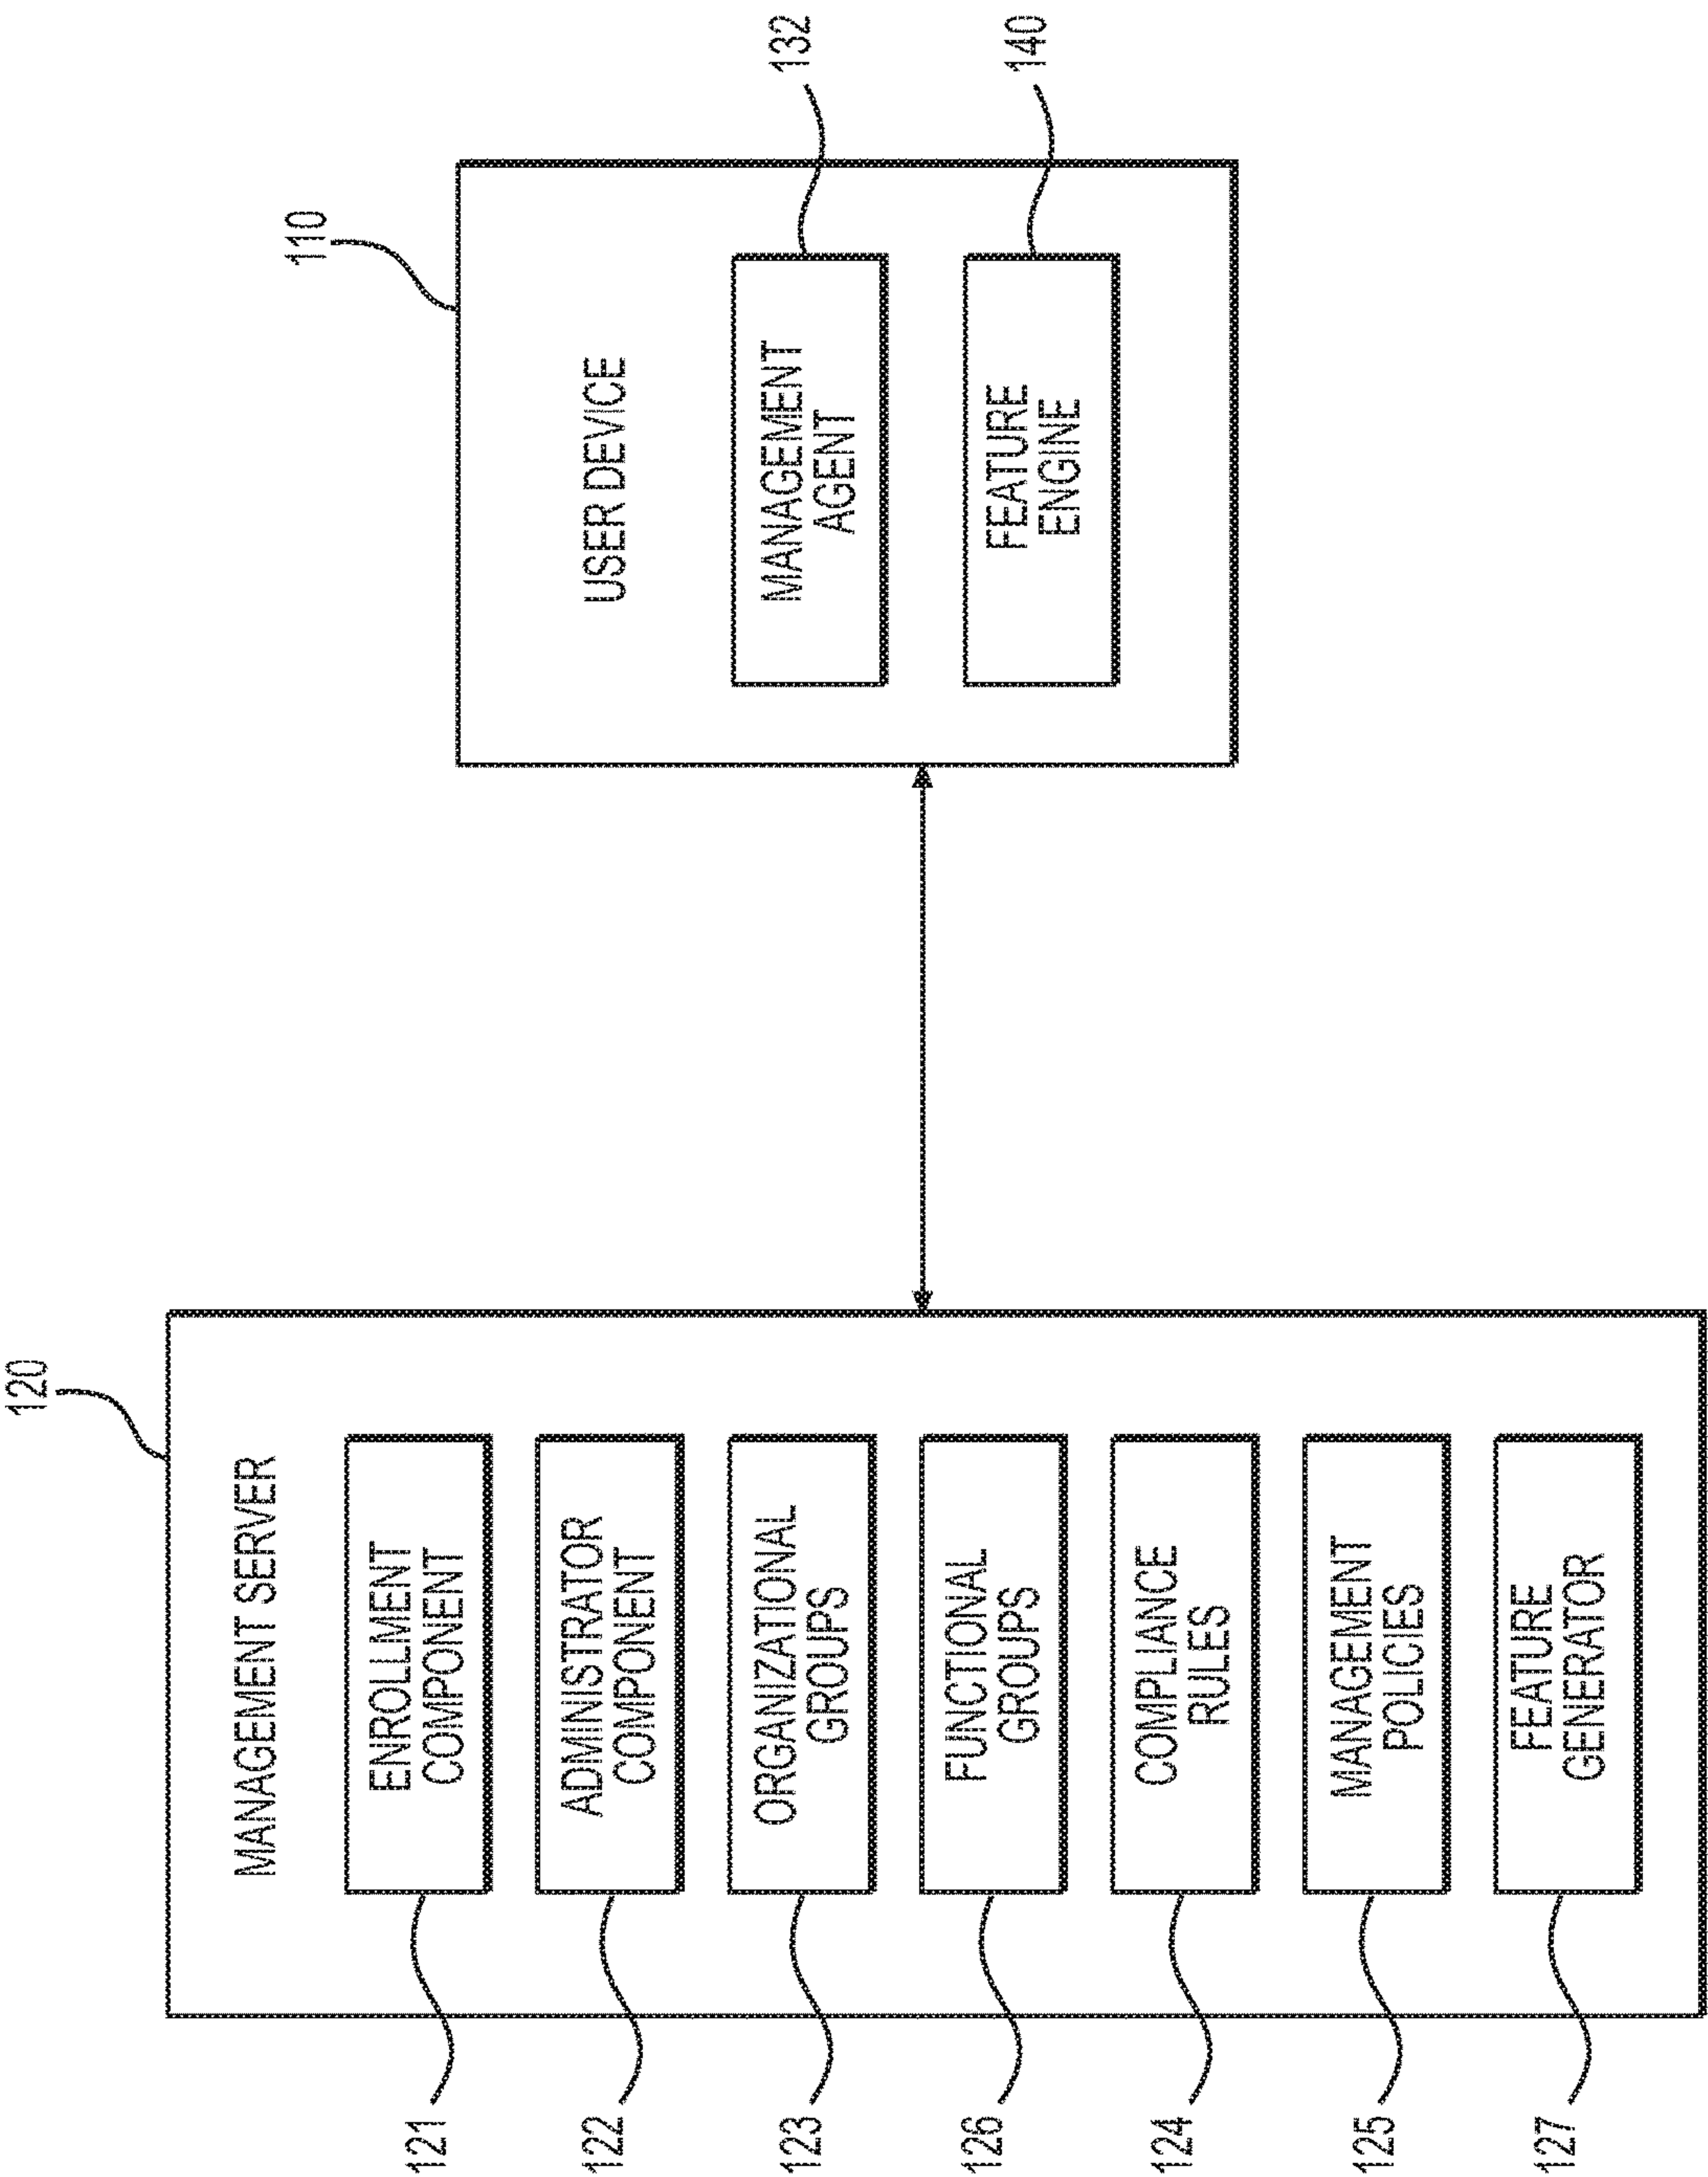 120
MANAGEMENT SERVER
121
ENROLLMENT
COMPONENT
122
ADMINISTRATOR
COMPONENT
123
ORGANIZATIONAL
GROUPS
126
FUNCTIONAL
GROUPS
124
COMPLIANCE
RULES
125
MANAGEMENT
POLICIES
127
FEATURE
GENERATOR
110
USER DEVICE
MANAGEMENT
AGENT
132
FEATURE
ENGINE
140